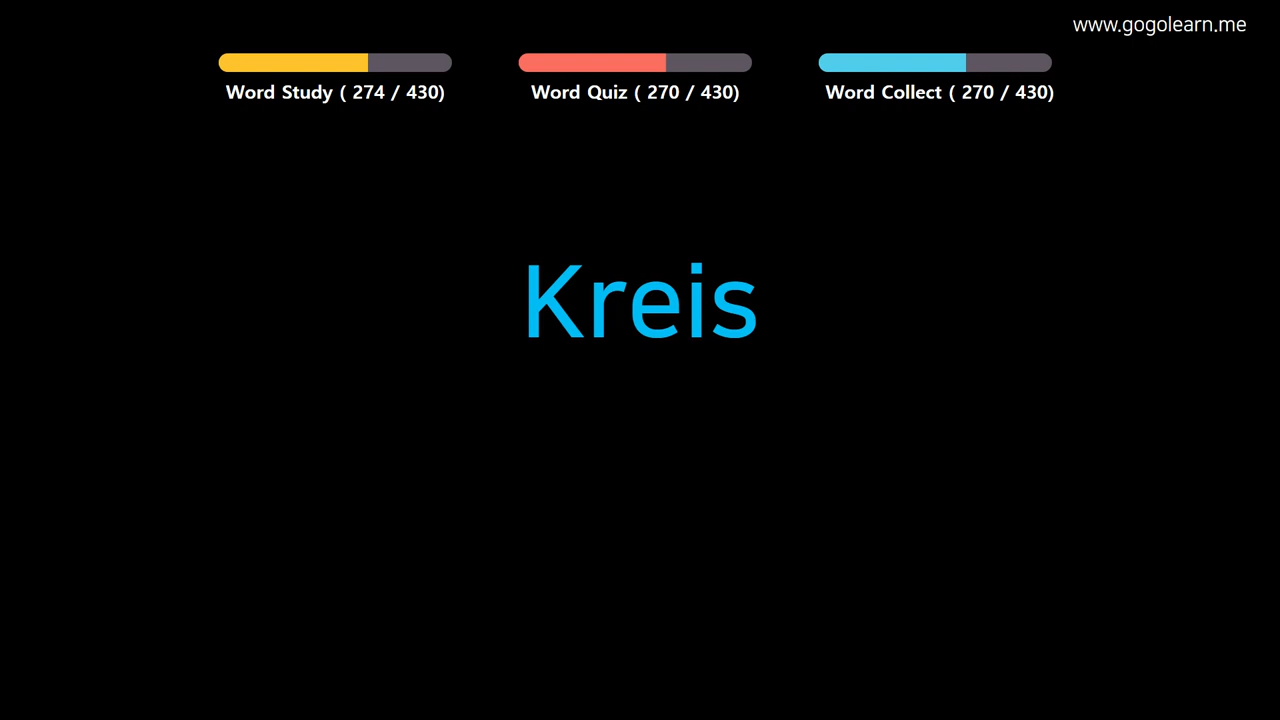 www.gogolearn.me
Word Study ( 274 / 430)
Word Quiz ( 270 / 430)
Word Collect ( 270 / 430)
Kreis